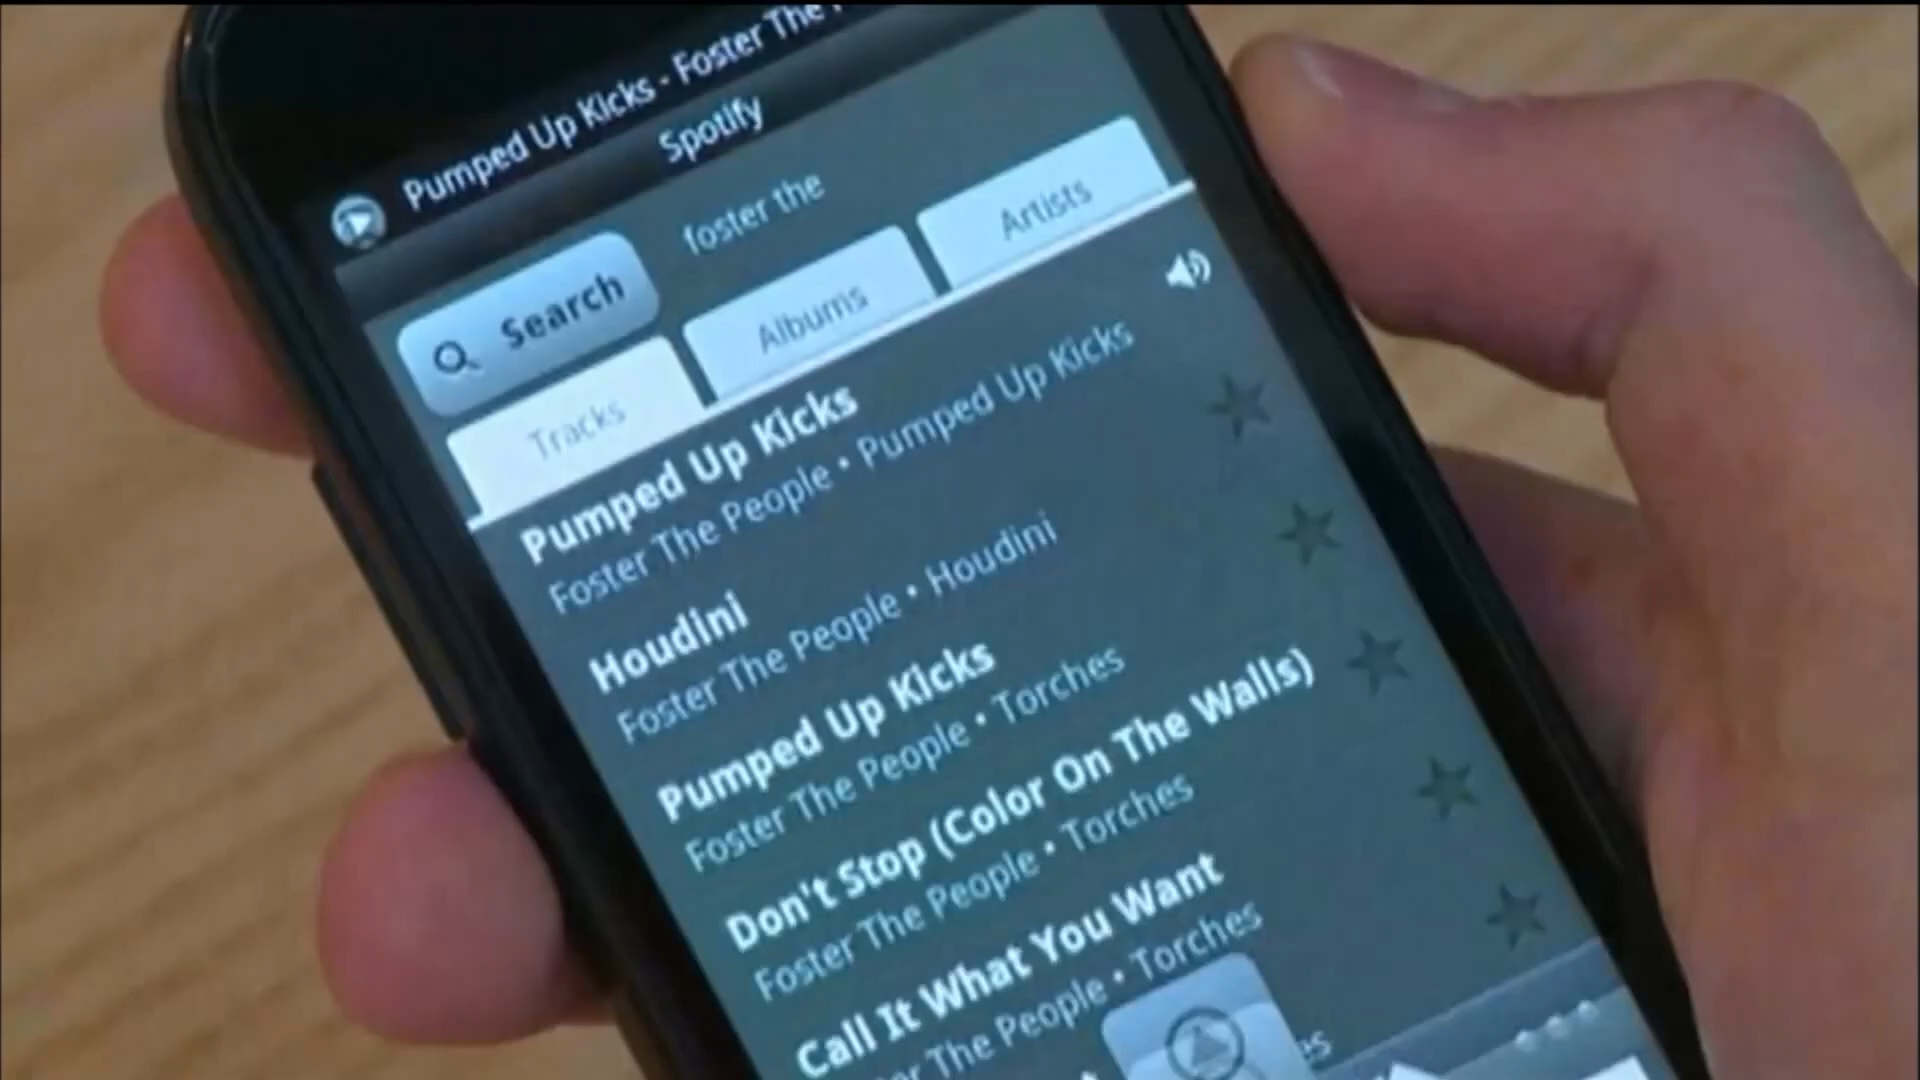 Pumped Up Kicks - Foster The
Spotify
Search
foster the
Tracks
Albums
Artists
Pumped Up Kicks
Foster The People • Pumped Up Kicks
Houdini
Foster The People • Houdini
Pumped Up Kicks
Foster The People • Torches
Don't Stop (Color On The Walls)
Foster The People • Torches
Call It What You Want
The People • Torches